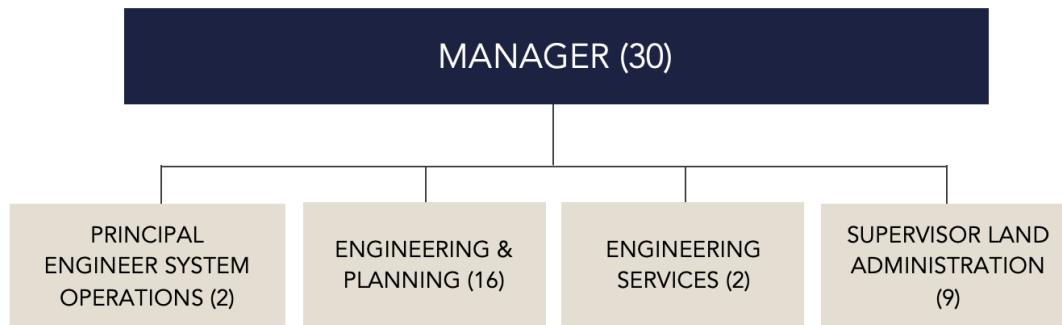 MANAGER (30)
PRINCIPAL
ENGINEER SYSTEM
OPERATIONS (2)
ENGINEERING &
PLANNING (16)
ENGINEERING
SERVICES (2)
SUPERVISOR LAND
ADMINISTRATION
(9)